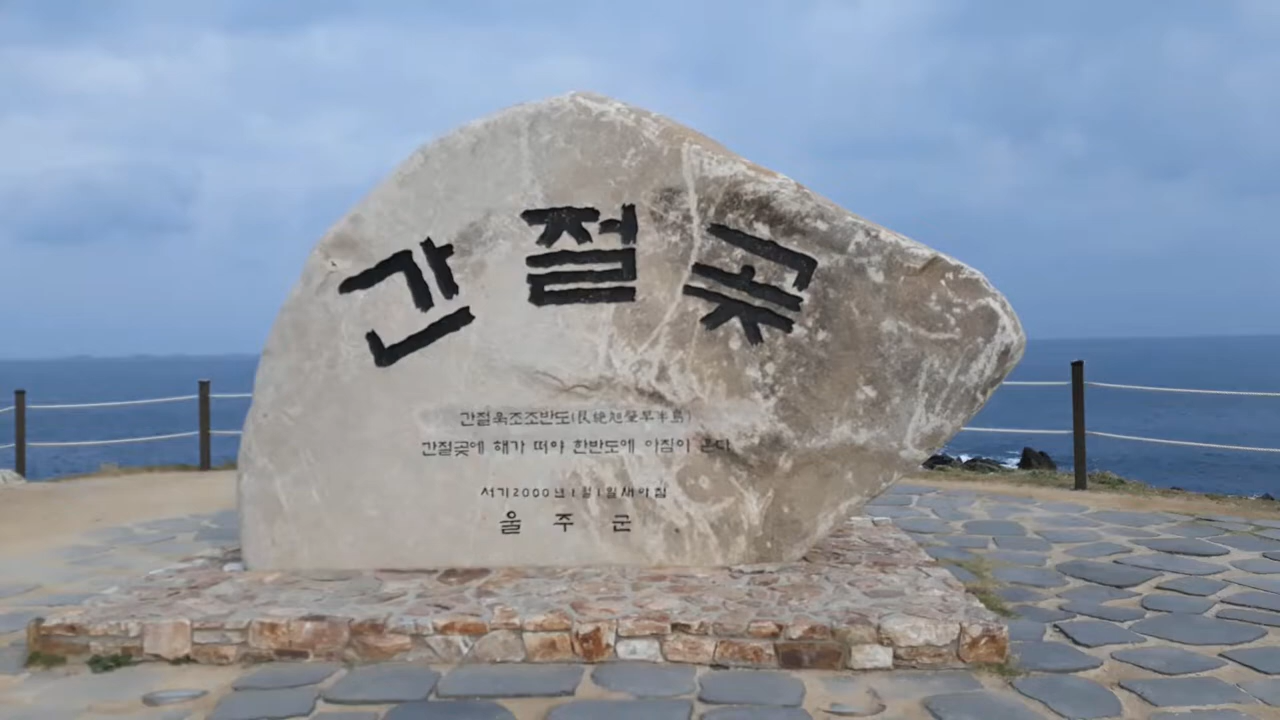 간절곶
간절욱조조반도(艮絶旭肇早半島)
간절곶에 해가 떠야 한반도에 아침이 온다
서기2000년1월1일새아침
울주군